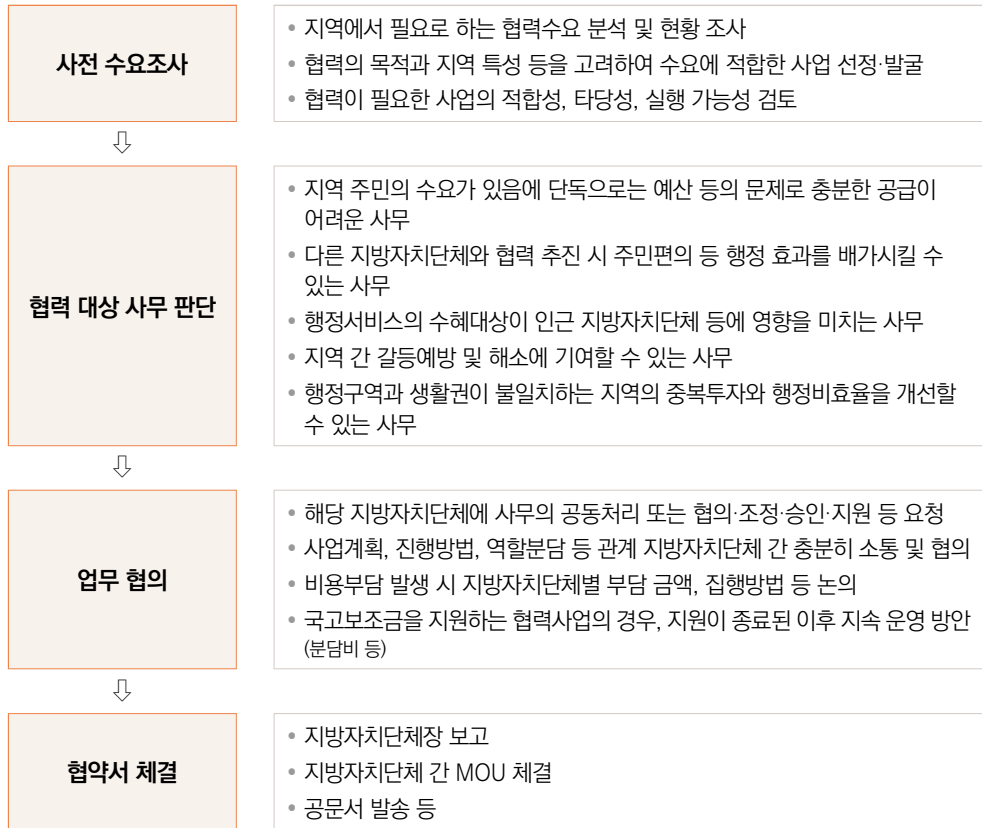 사전 수요조사
• 지역에서 필요로 하는 협력수요 분석 및 현황 조사
• 협력의 목적과 지역 특성 등을 고려하여 수요에 적합한 사업 선정·발굴
• 협력이 필요한 사업의 적합성, 타당성, 실행 가능성 검토
⇩
협력 대상 사무 판단
• 지역 주민의 수요가 있음에 단독으로는 예산 등의 문제로 충분한 공급이
어려운 사무
• 다른 지방자치단체와 협력 추진 시 주민편의 등 행정 효과를 배가시킬 수
있는 사무
• 행정서비스의 수혜대상이 인근 지방자치단체 등에 영향을 미치는 사무
• 지역 간 갈등예방 및 해소에 기여할 수 있는 사무
• 행정구역과 생활권이 불일치하는 지역의 중복투자와 행정비효율을 개선할
수 있는 사무
⇩
업무 협의
• 해당 지방자치단체에 사무의 공동처리 또는 협의·조정·승인·지원 등 요청
• 사업계획, 진행방법, 역할분담 등 관계 지방자치단체 간 충분히 소통 및 협의
• 비용부담 발생 시 지방자치단체별 부담 금액, 집행방법 등 논의
• 국고보조금을 지원하는 협력사업의 경우, 지원이 종료된 이후 지속 운영 방안
(분담비 등)
⇩
협약서 체결
• 지방자치단체장 보고
• 지방자치단체 간 MOU 체결
• 공문서 발송 등